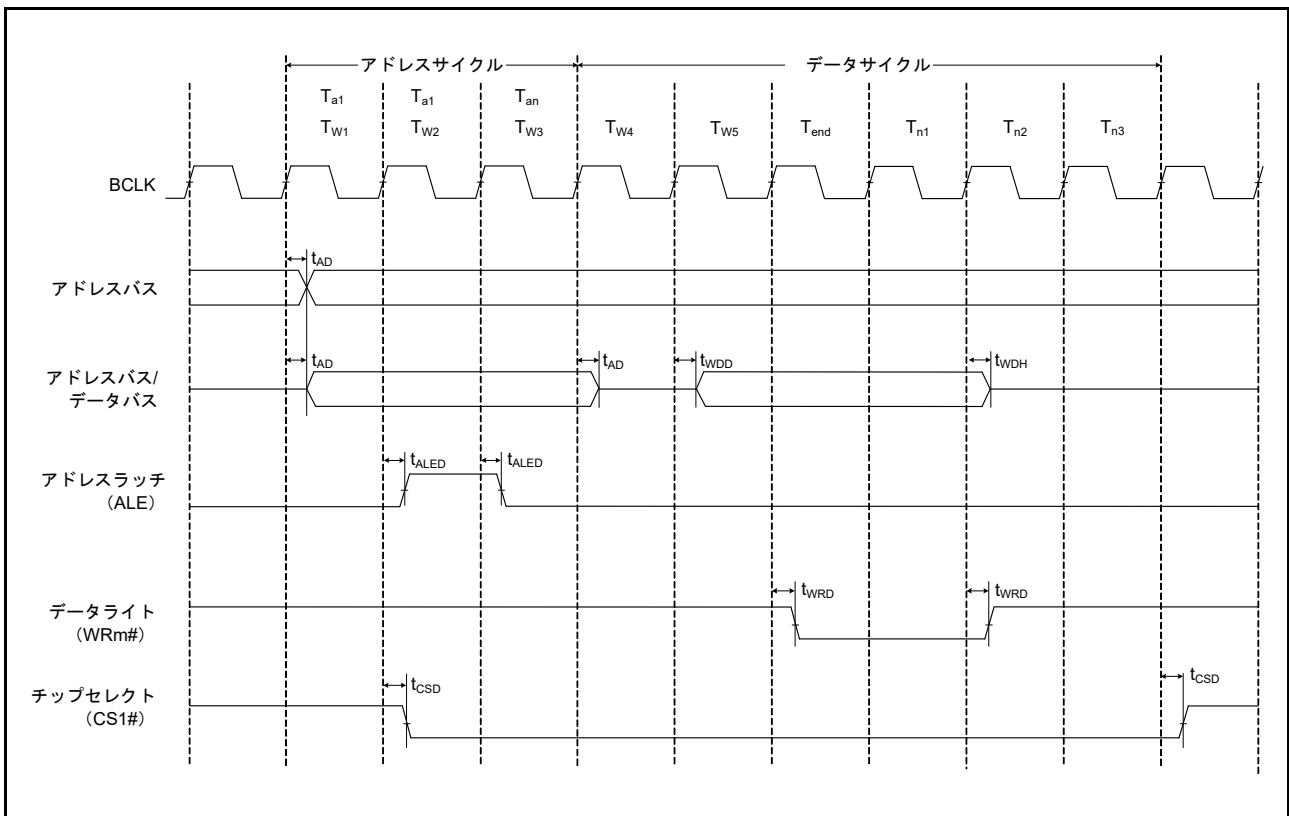 アドレスサイクル データサイクル
Ta1 Ta1 Tan
TW1 TW2 TW3 TW4 TW5 Tend Tn1 Tn2 Tn3
BCLK
tAD
アドレスバス
tAD tAD tWDD tWDH
アドレスバス/
データバス
tALED tALED
アドレスラッチ
（ALE）
tWRD tWRD
データライト
（WRm#）
tCSD tCSD
チップセレクト
（CS1#）